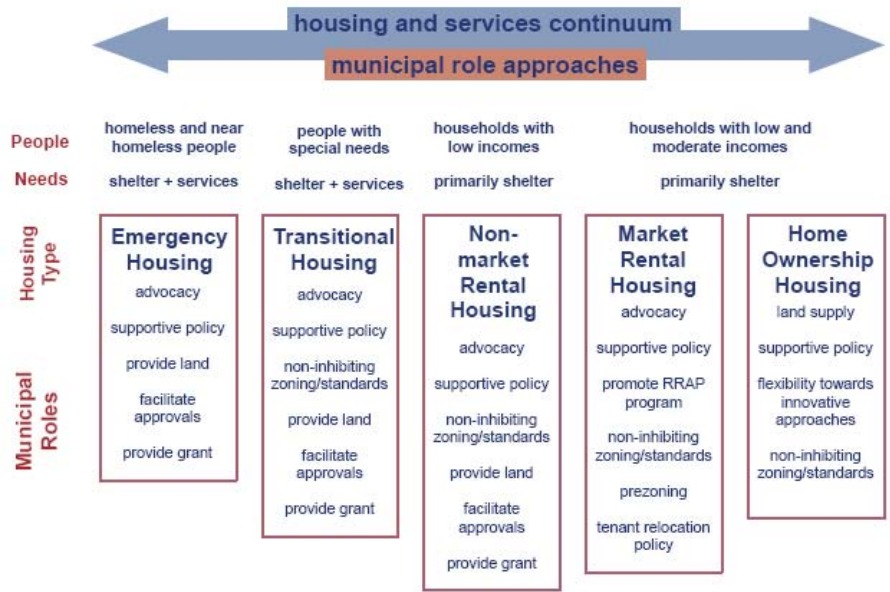 housing and services continuum
municipal role approaches
People
homeless and near
homeless people
people with
special needs
households with
low incomes
households with low and
moderate incomes
Needs
shelter + services
shelter + services
primarily shelter
primarily shelter
Housing
Type
Municipal
Roles
Emergency
Housing
advocacy
supportive policy
provide land
facilitate
approvals
provide grant
Transitional
Housing
advocacy
supportive policy
non-inhibiting
zoning/standards
provide land
facilitate
approvals
provide grant
Non-
market
Rental
Housing
advocacy
supportive policy
non-inhibiting
zoning/standards
provide land
facilitate
approvals
provide grant
Market
Rental
Housing
advocacy
supportive policy
promote RRAP
program
non-inhibiting
zoning/standards
prezoning
tenant relocation
policy
Home
Ownership
Housing
land supply
supportive policy
flexibility towards
innovative
approaches
non-inhibiting
zoning/standards